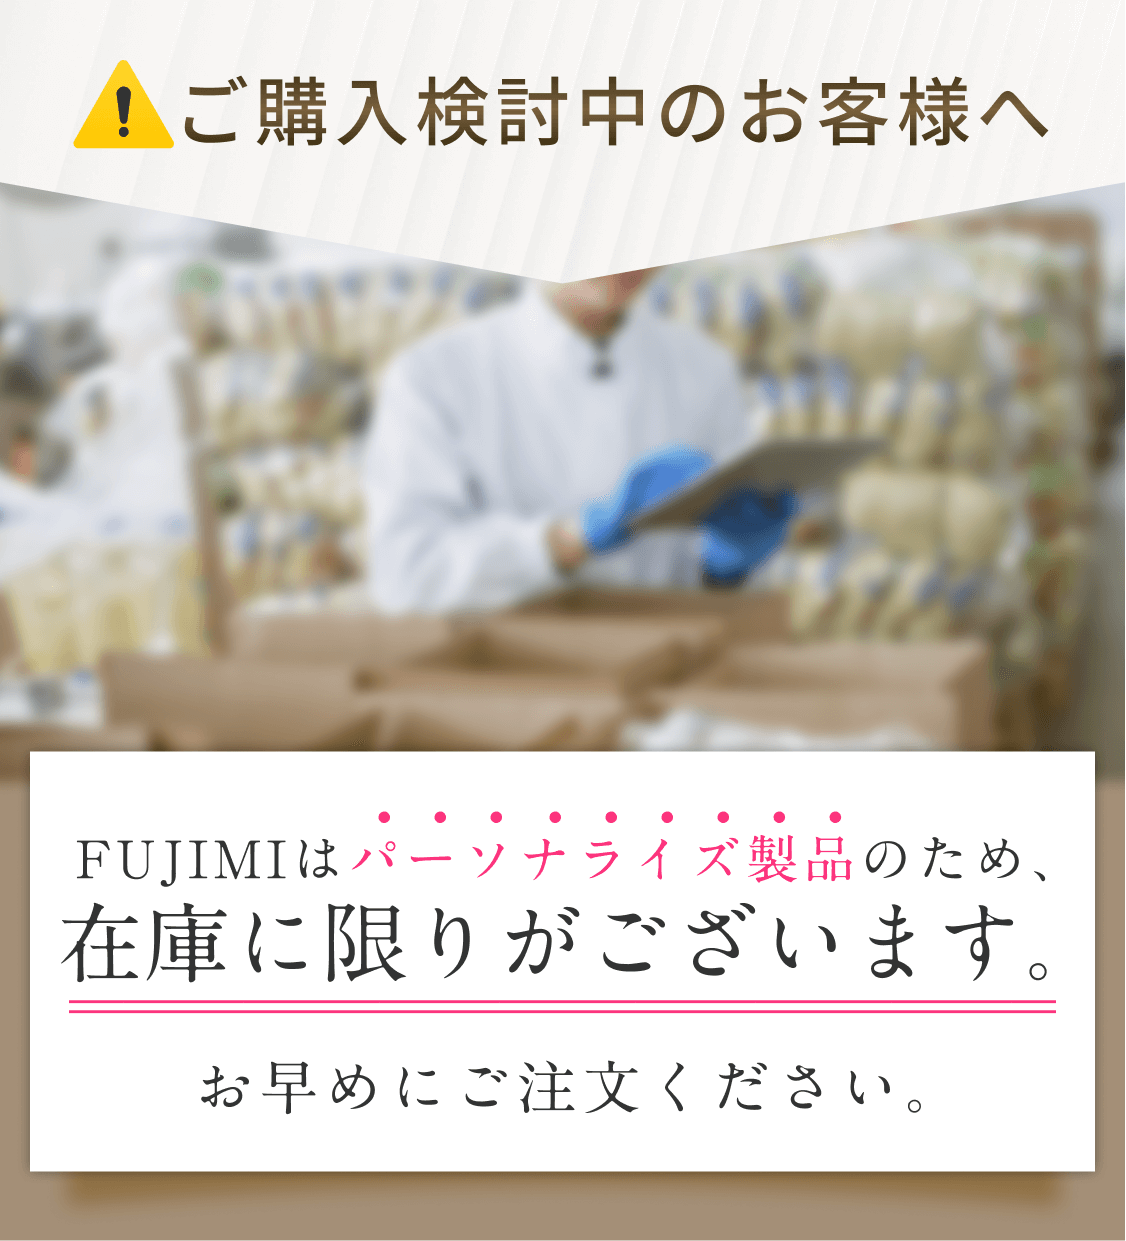 ご購入検討中のお客様へ
FUJIMIはパーソナライズ製品のため、
在庫に限りがございます。
お早めにご注文ください。